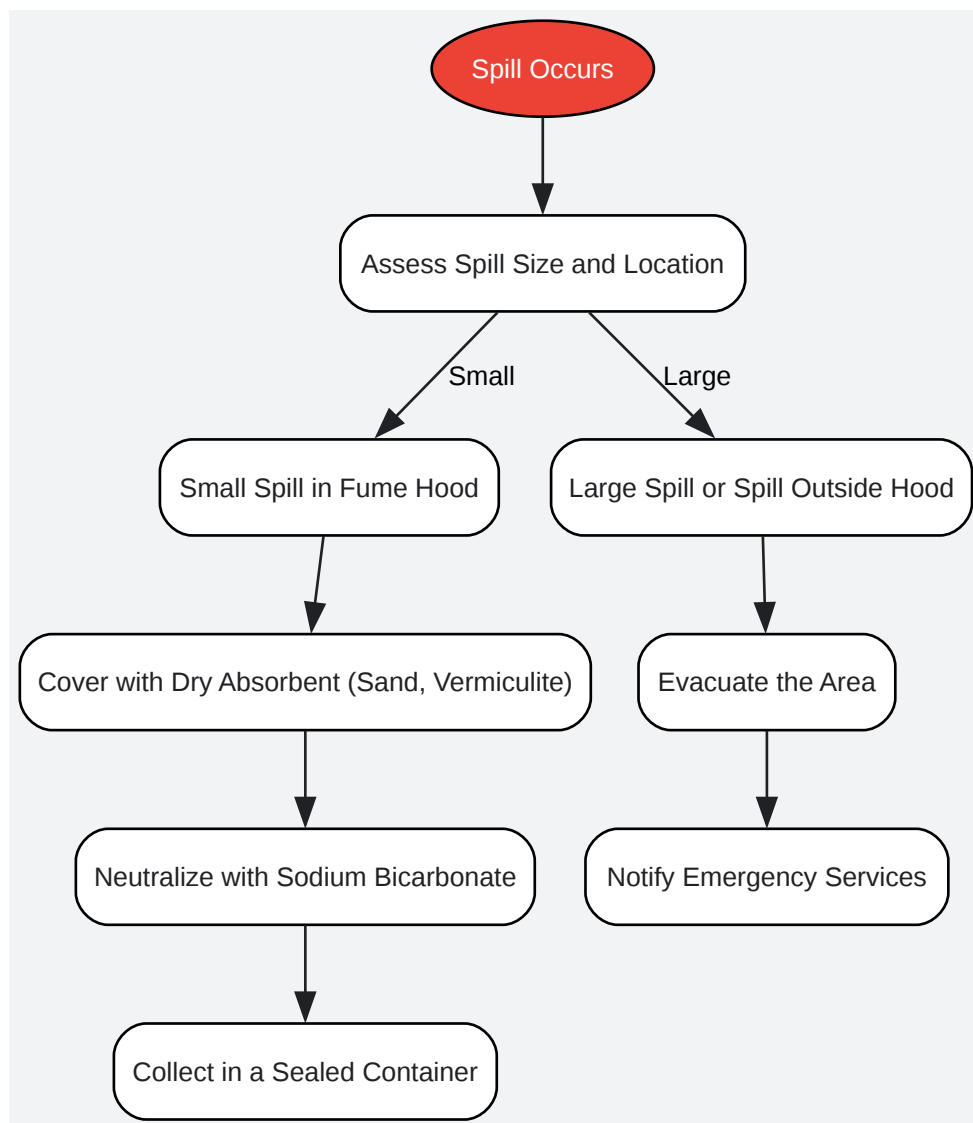 Spill Occurs
Assess Spill Size and Location
Small
Large
Small Spill in Fume Hood
Large Spill or Spill Outside Hood
Cover with Dry Absorbent (Sand, Vermiculite)
Evacuate the Area
Neutralize with Sodium Bicarbonate
Notify Emergency Services
Collect in a Sealed Container